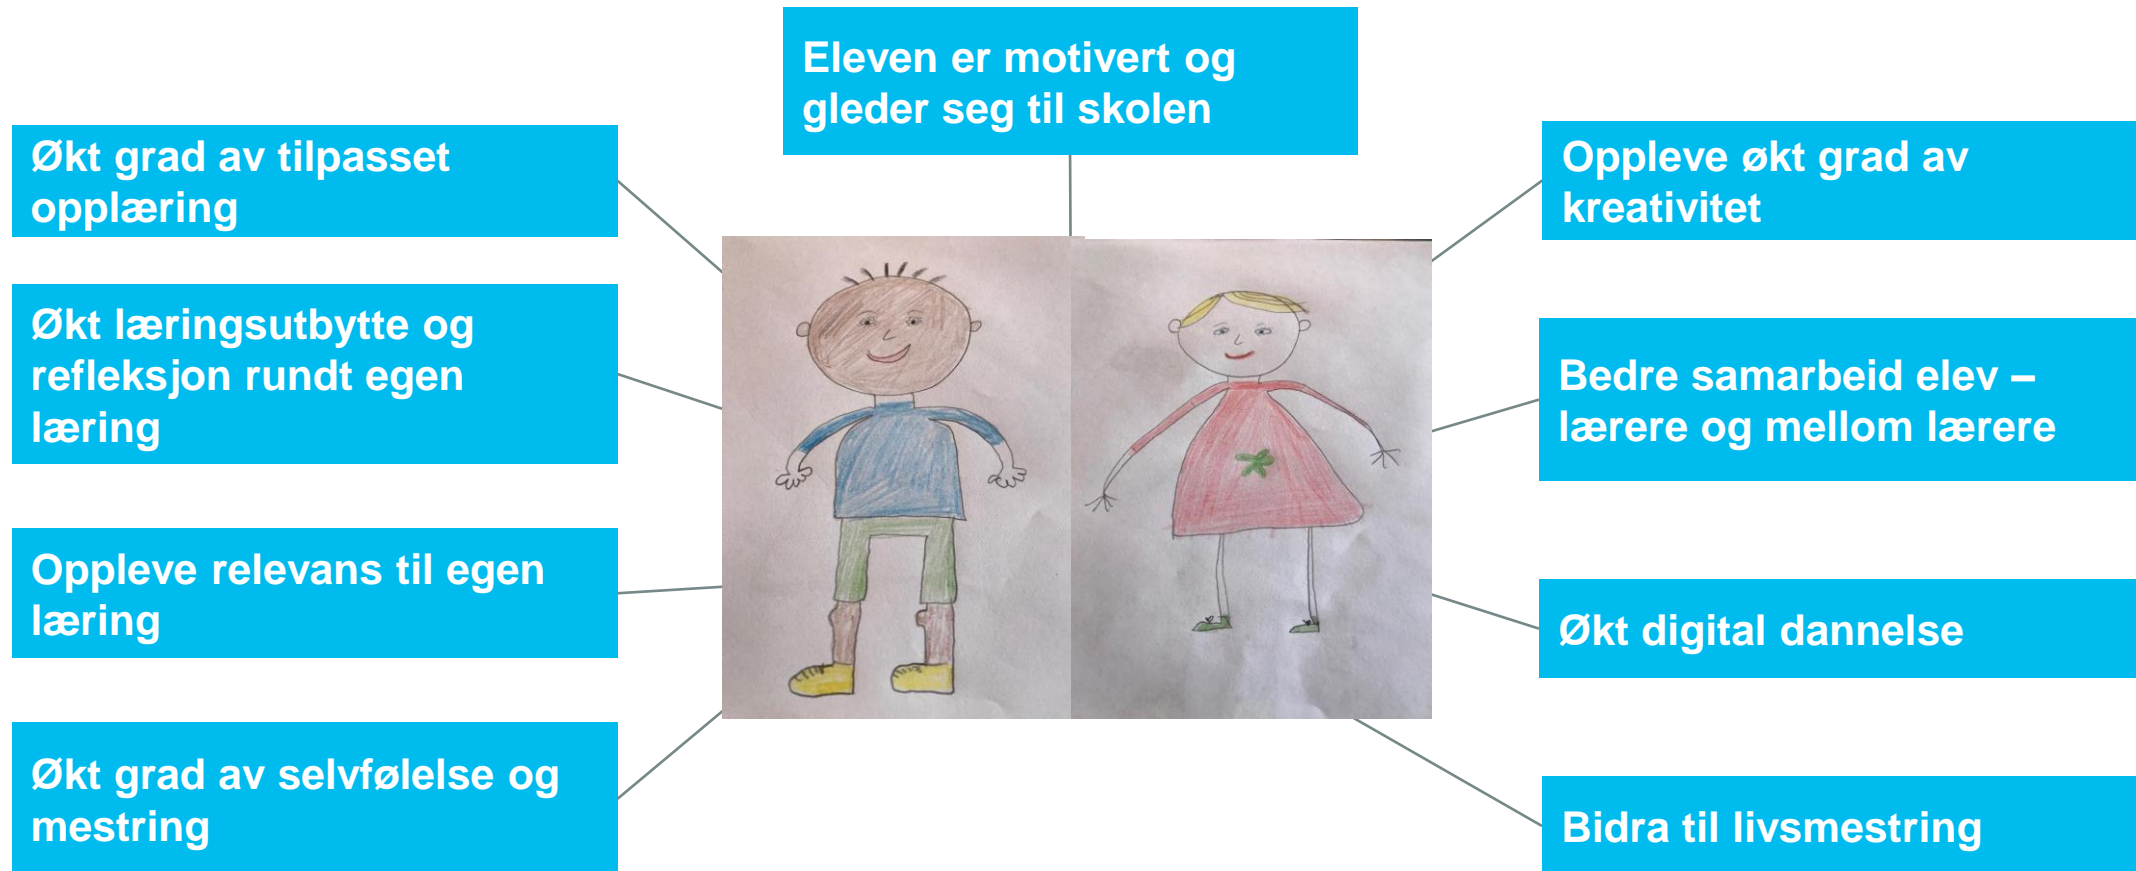 Eleven er motivert og
gleder seg til skolen
Økt grad av tilpasset
opplæring
Økt læringsutbytte og
refleksjon rundt egen
læring
Oppleve relevans til egen
læring
Økt grad av selvfølelse og
mestring
Oppleve økt grad av
kreativitet
Bedre samarbeid elev –
lærere og mellom lærere
Økt digital dannelse
Bidra til livsmestring